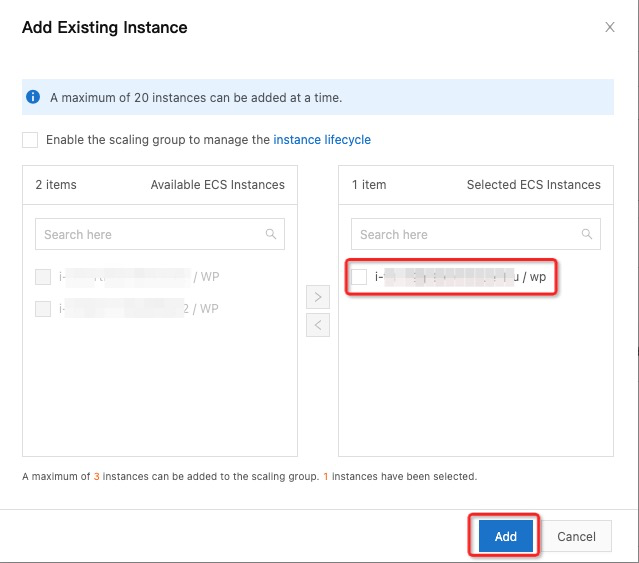 Add Existing Instance
A maximum of 20 instances can be added at a time.
Enable the scaling group to manage the instance lifecycle
2 items Available ECS Instances
1 item Selected ECS Instances
Search here
Search here
i- / WP
i- 2 / WP
i- u / wp
A maximum of 3 instances can be added to the scaling group. 1 instances have been selected.
Add Cancel